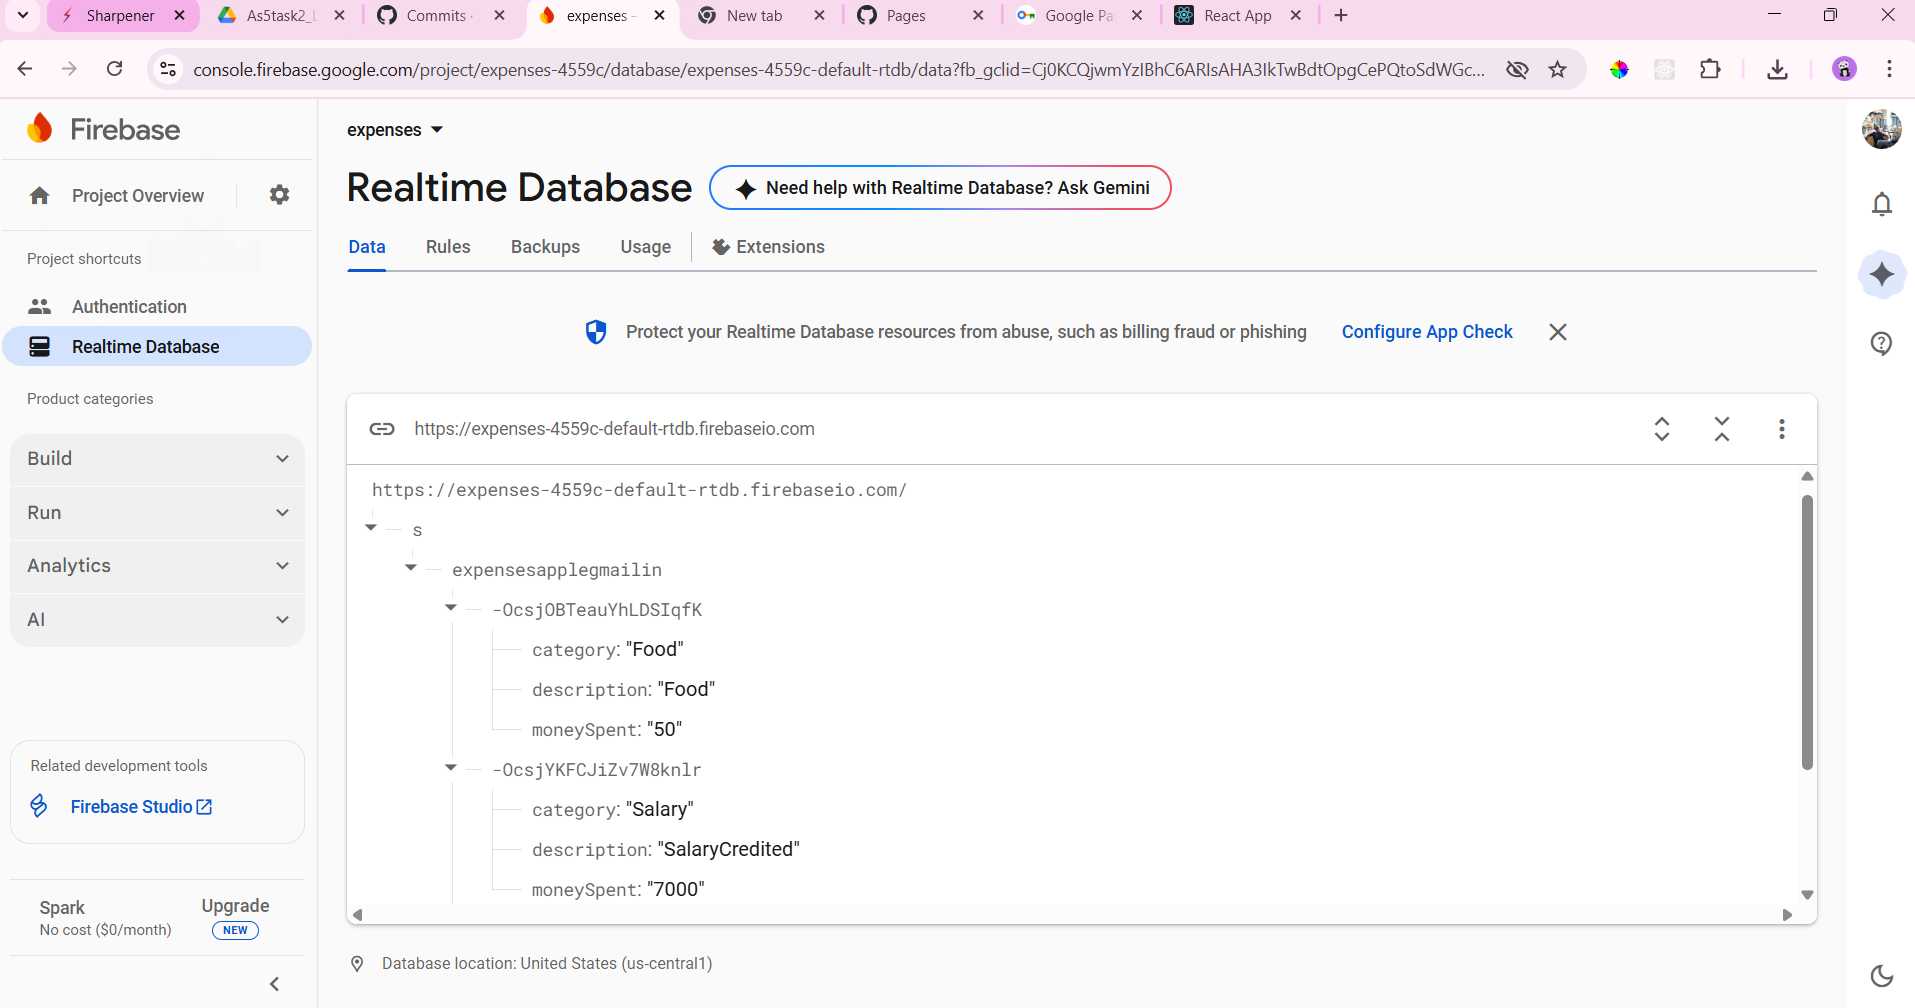 Sharpener
As5task2_L
Commits ·
expenses –
New tab
Pages
Google Pa
React App
console.firebase.google.com/project/expenses-4559c/database/expenses-4559c-default-rtdb/data?fb_gclid=Cj0KCQjwmYzIBhC6ARIsAHA3IkTwBdtOpgCePQtoSdWGc...
Firebase
expenses
Project Overview
Realtime Database
Need help with Realtime Database? Ask Gemini
Data
Rules
Backups
Usage
Extensions
Project shortcuts
Authentication
Realtime Database
Protect your Realtime Database resources from abuse, such as billing fraud or phishing
Configure App Check
Product categories
Build
Run
Analytics
AI
https://expenses-4559c-default-rtdb.firebaseio.com
https://expenses-4559c-default-rtdb.firebaseio.com/
s
expensesapplegmailin
-OcsjOBTeauYhLDSIqfK
category: "Food"
description: "Food"
moneySpent: "50"
-OcsjYKFCJiZv7W8knlr
category: "Salary"
description: "SalaryCredited"
moneySpent: "7000"
Related development tools
Firebase Studio
Spark
No cost ($0/month)
Upgrade
NEW
Database location: United States (us-central1)